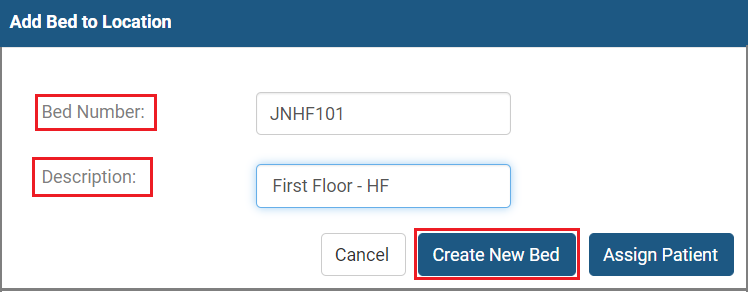 Add Bed to Location
Bed Number: JNHF101
Description: First Floor - HF
Cancel Create New Bed Assign Patient